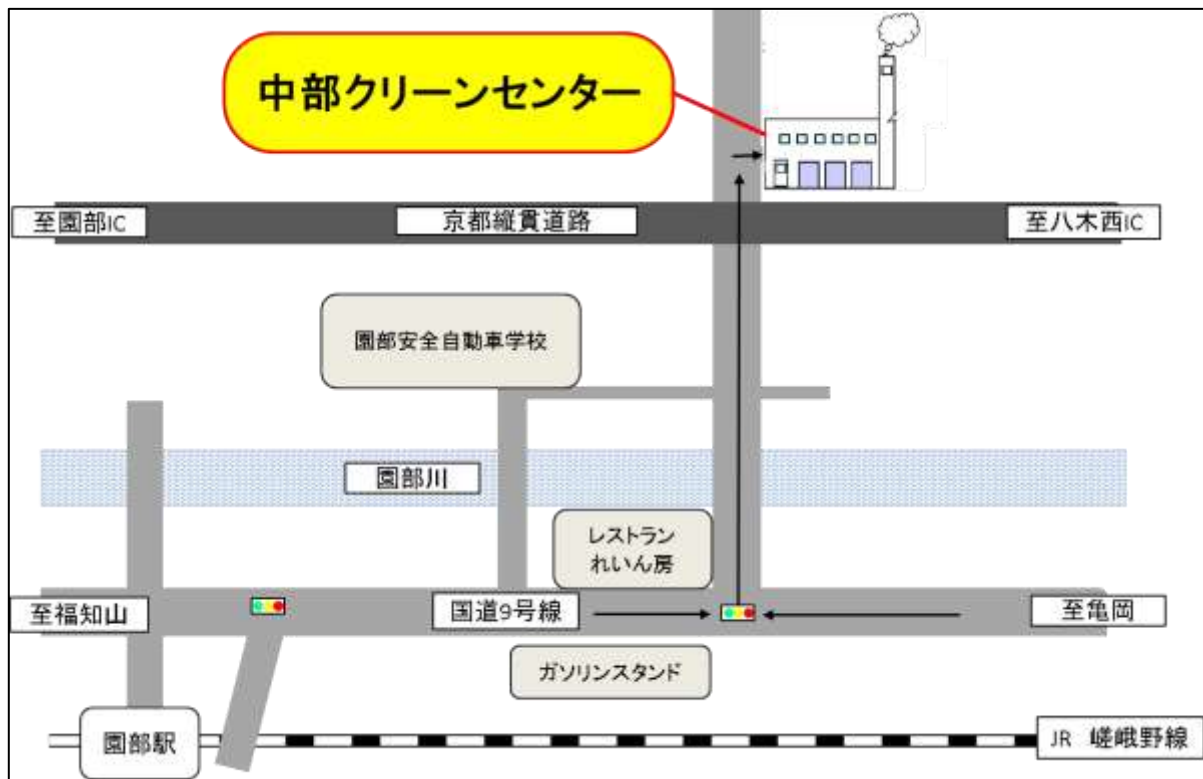 中部クリーンセンター
至園部IC
京都縦貫道路
至八木西IC
園部安全自動車学校
園部川
レストラン
れいん房
至福知山
国道9号線
至亀岡
ガソリンスタンド
園部駅
JR 嵯峨野線